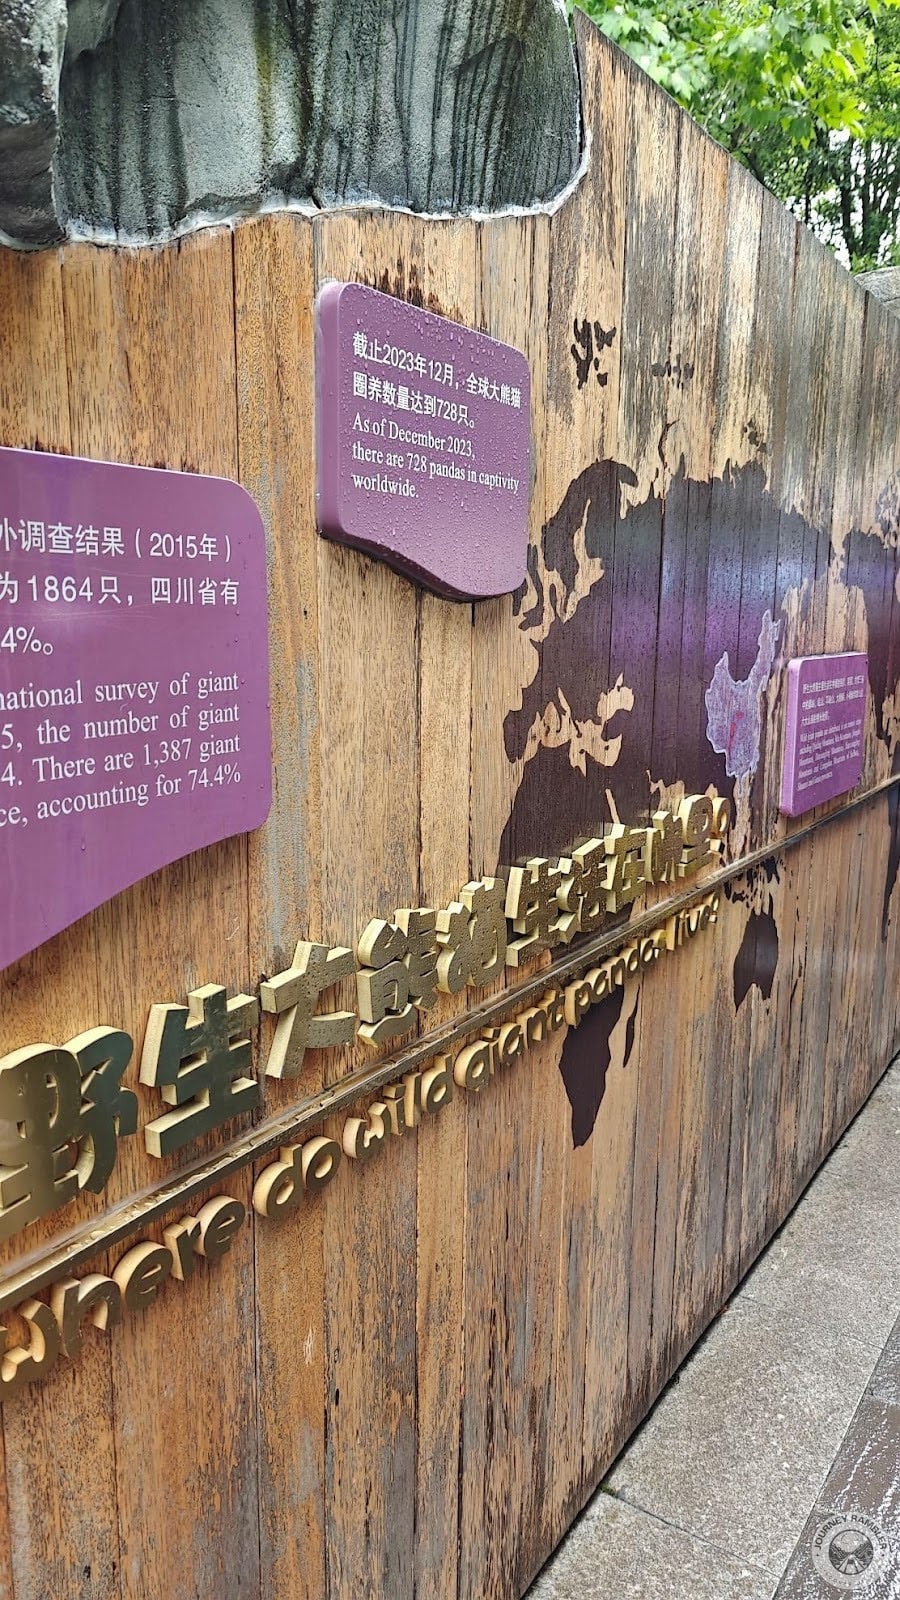 外调查结果（2015年）
为1864只，四川省有
4%。
national survey of giant
5, the number of giant
4. There are 1,387 giant
ce, accounting for 74.4%
截止2023年12月，全球大熊猫
圈养数量达到728只。
As of December 2023,
there are 728 pandas in captivity
worldwide.
野生大熊猫生活在哪里?
where do wild giant pandas live?
JOURNEY RAMBLER